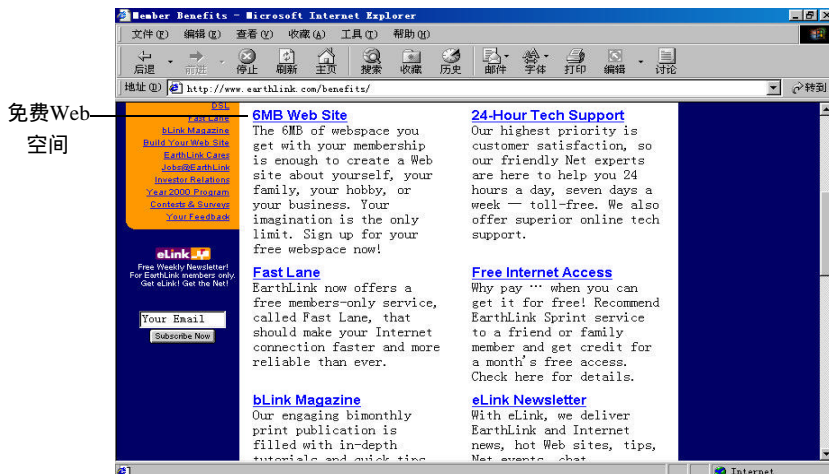 Member Benefits - Microsoft Internet Explorer
文件(F) 编辑(E) 查看(V) 收藏(A) 工具(T) 帮助(H)
后退 前进 停止 刷新 主页 搜索 收藏 历史 邮件 字体 打印 编辑 讨论
地址(D) http://www.earthlink.com/benefits/ 转到
免费Web
空间
DSL
Fast Lane
bLink Magazine
Build Your Web Site
EarthLink Cares
Jobs@EarthLink
Investor Relations
Year 2000 Program
Contests & Surveys
Your Feedback
eLink
Free Weekly Newsletter!
For EarthLink members only.
Get eLink! Get the Net!
Your Email
Subscribe Now
6MB Web Site
The 6MB of webspace you
get with your membership
is enough to create a Web
site about yourself, your
family, your hobby, or
your business. Your
imagination is the only
limit. Sign up for your
free webspace now!
Fast Lane
EarthLink now offers a
free members-only service,
called Fast Lane, that
should make your Internet
connection faster and more
reliable than ever.
bLink Magazine
Our engaging bimonthly
print publication is
filled with in-depth
tutorials and quick tips
24-Hour Tech Support
Our highest priority is
customer satisfaction, so
our friendly Net experts
are here to help you 24
hours a day, seven days a
week — toll-free. We also
offer superior online tech
support.
Free Internet Access
Why pay … when you can
get it for free! Recommend
EarthLink Sprint service
to a friend or family
member and get credit for
a month's free access.
Check here for details.
eLink Newsletter
With eLink, we deliver
EarthLink and Internet
news, hot Web sites, tips,
Net events, chat
Internet